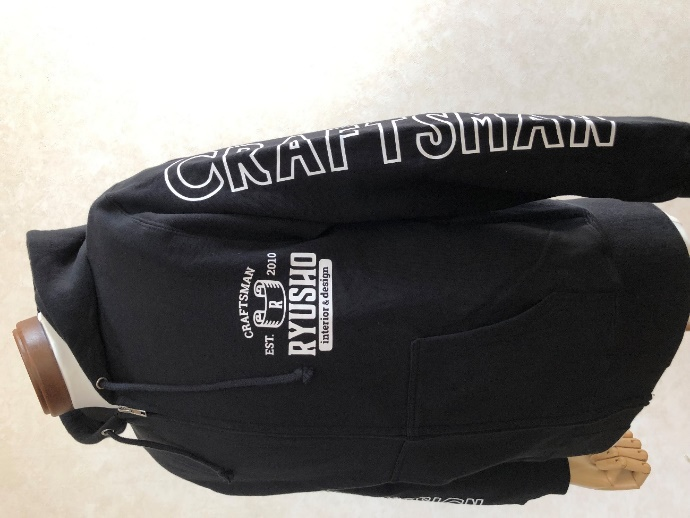 CRAFTSMAN
CRAFTSMAN
EST. R 2010
RYUSHO
interior & design